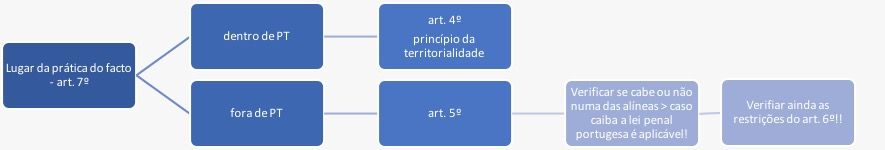 Lugar da prática do facto
- art. 7º
dentro de PT
art. 4º
princípio da
territorialidade
fora de PT
art. 5º
Verificar se cabe ou não
numa das alíneas > caso
caiba a lei penal
portugesa é aplicável!
Verifiar ainda as
restrições do art. 6º!!